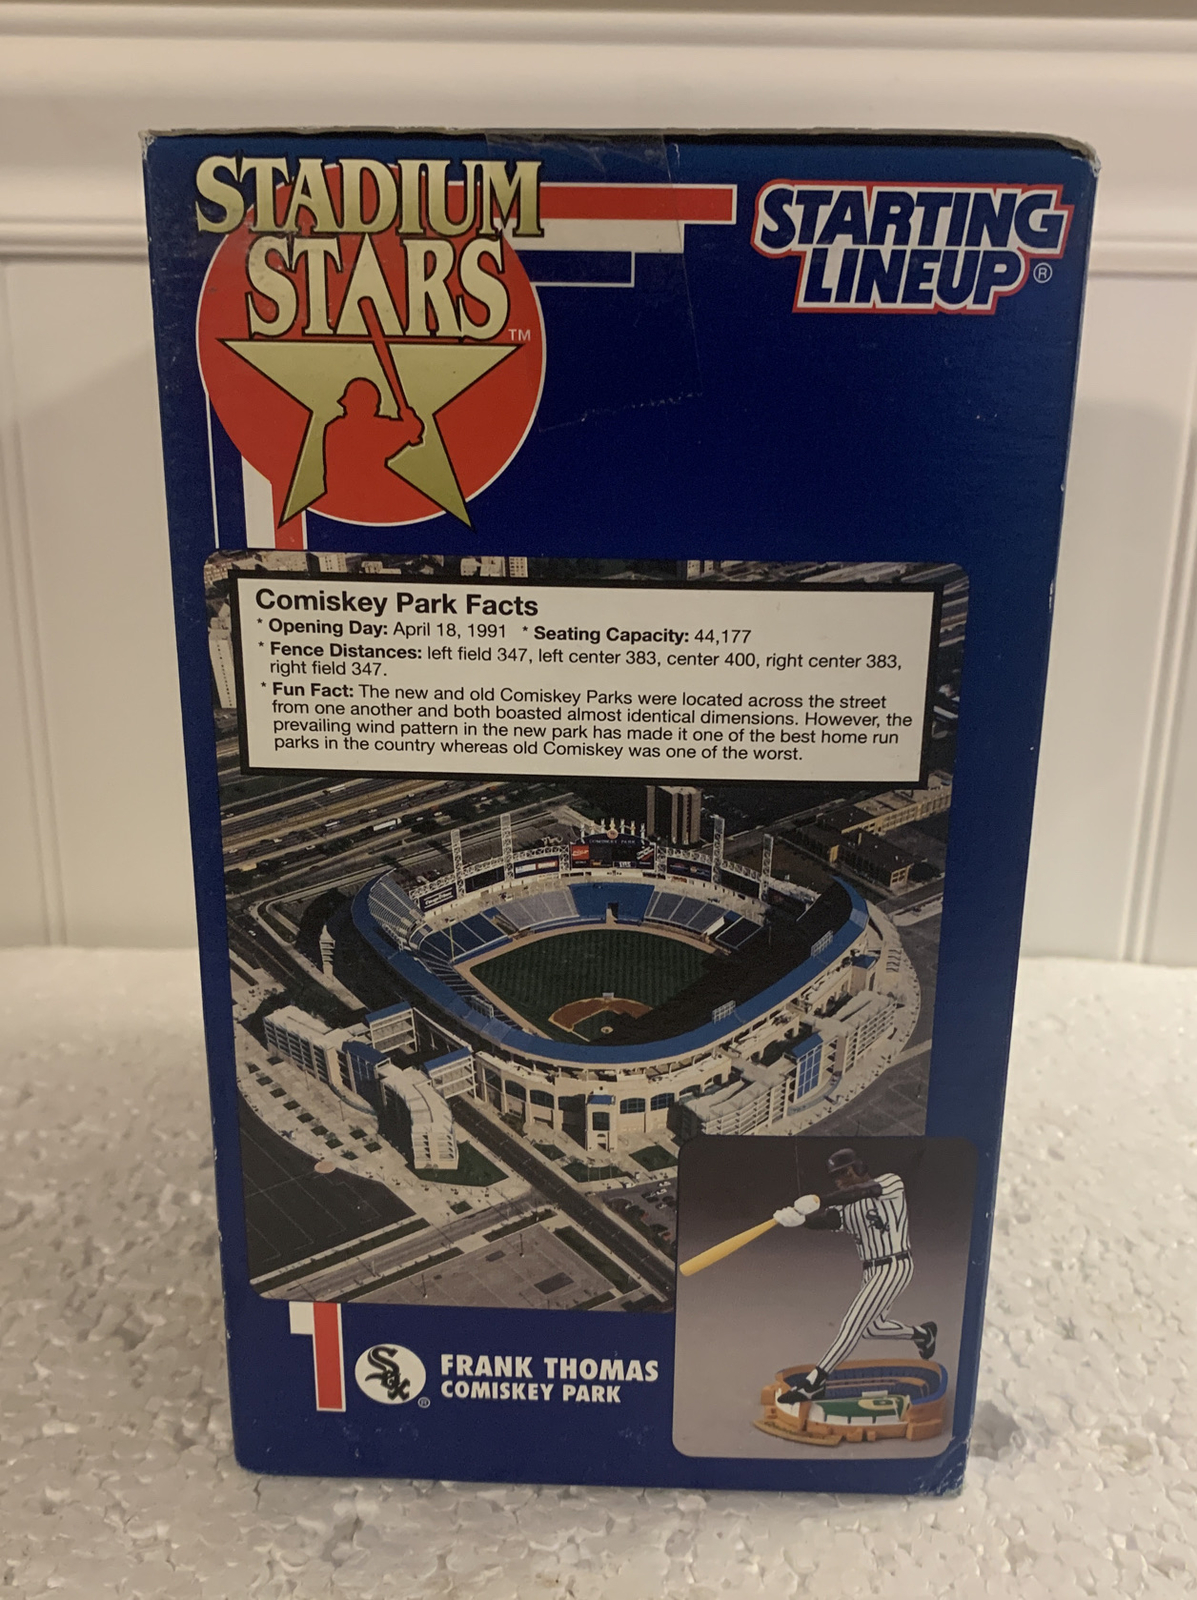 STADIUM
STARS
TM
STARTING
LINEUP ®
Comiskey Park Facts
* Opening Day: April 18, 1991 * Seating Capacity: 44,177
* Fence Distances: left field 347, left center 383, center 400, right center 383,
right field 347.
* Fun Fact: The new and old Comiskey Parks were located across the street
from one another and both boasted almost identical dimensions. However, the
prevailing wind pattern in the new park has made it one of the best home run
parks in the country whereas old Comiskey was one of the worst.
COMISKEY PARK
Sox
®
FRANK THOMAS
COMISKEY PARK